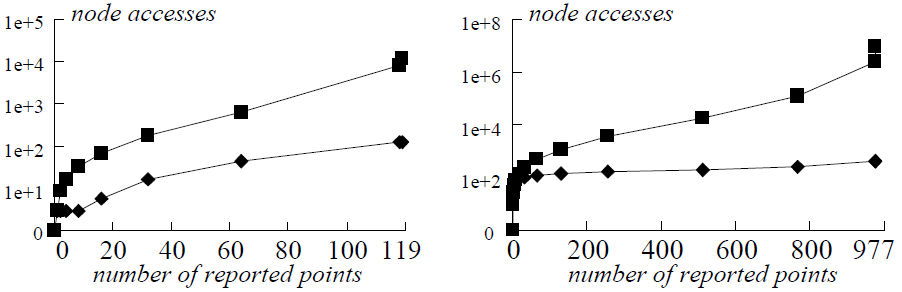 node accesses
1e+5
1e+4
1e+3
1e+2
1e+1
0
0 20 40 60 80 100 119
number of reported points
node accesses
1e+8
1e+6
1e+4
1e+2
0
0 200 400 600 800 977
number of reported points